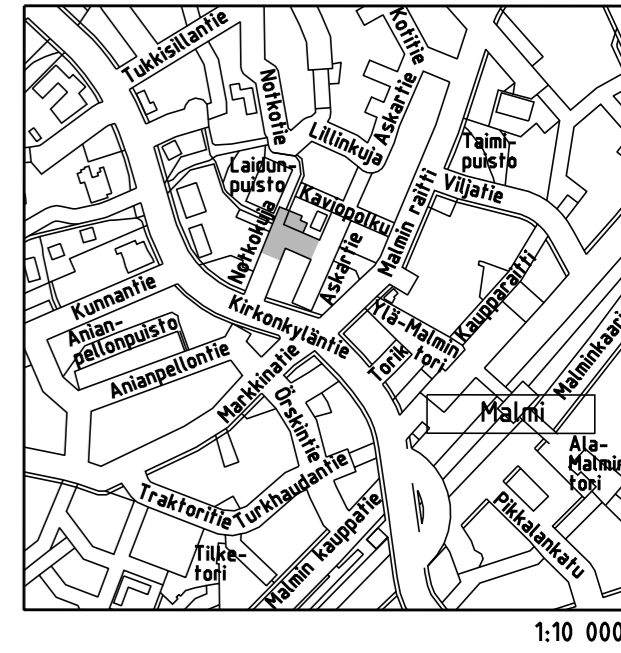 Tukkisillantie
Kotitie
Notkotie
Lillinkuja
Askartie
Taimi-
puisto
Laidun-
puisto
Kaviopolku
Malmin raitti
Viljatie
Notkokuja
Askartie
Kaupparaitti
Kunnantie
Kirkonkyläntie
Ylä-Malmin
tori
Anian-
pellonpuisto
Torik
Malminkaari
Anianpellontie
Markkinatie
Malmi
Örskintie
Ala-
Malmin
tori
Traktoritie
Turkhaudantie
Malmin kauppatie
Pikkalankatu
Tilke-
tori
1:10 000